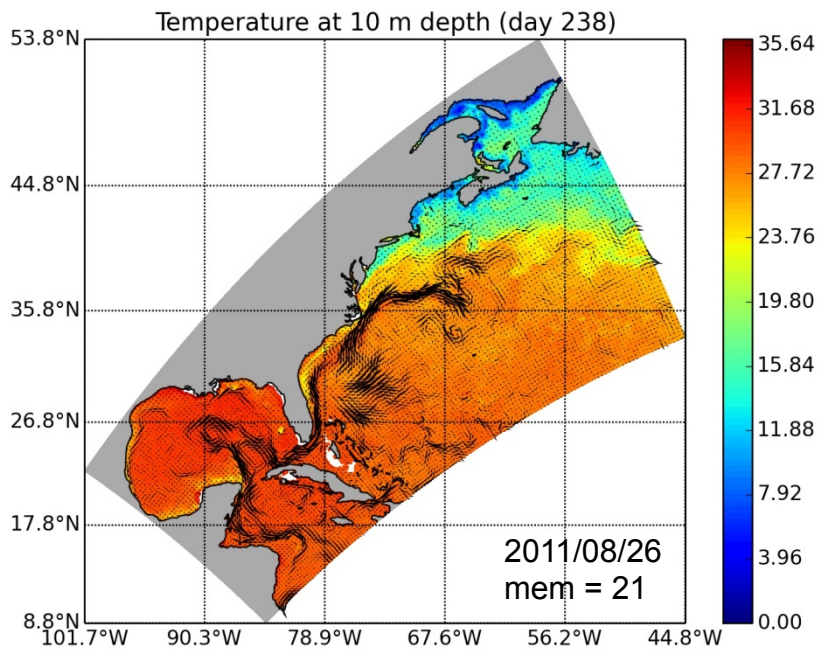 Temperature at 10 m depth (day 238)
53.8°N
44.8°N
35.8°N
26.8°N
17.8°N
8.8°N
101.7°W 90.3°W 78.9°W 67.6°W 56.2°W 44.8°W
2011/08/26
mem = 21
35.64
31.68
27.72
23.76
19.80
15.84
11.88
7.92
3.96
0.00